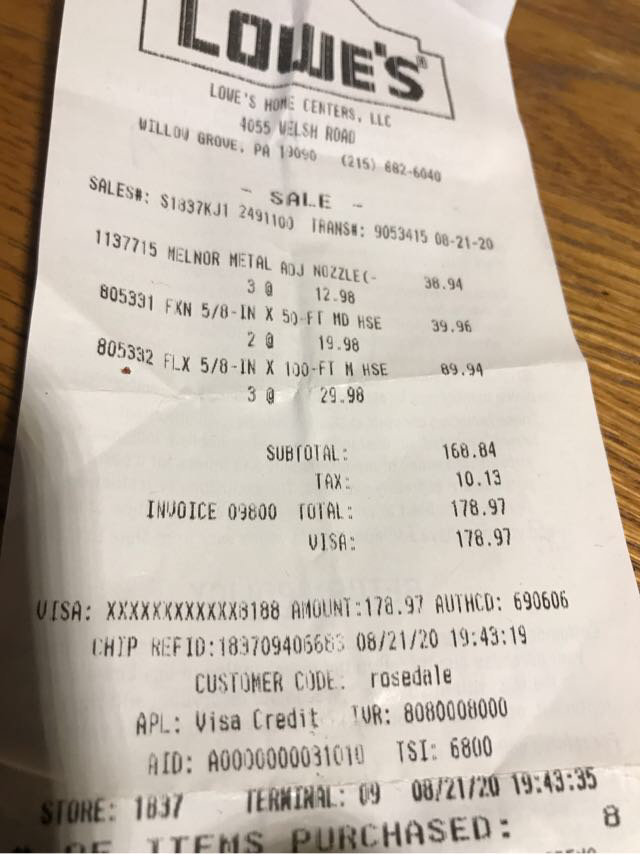 LOWE'S®
LOWE'S HOME CENTERS, LLC
4055 WELSH ROAD
WILLOW GROVE, PA 19090 (215) 682-6040
- SALE -
SALES#: S1837KJ1 2491100 TRANS#: 9053415 08-21-20
1137715 MELNOR METAL ADJ NOZZLE(- 38.94
3 @ 12.98
805331 FXN 5/8-IN X 50-FT MD HSE 39.96
2 @ 19.98
805332 FLX 5/8-IN X 100-FT M HSE 89.94
3 @ 29.98
SUBTOTAL: 168.84
TAX: 10.13
INVOICE 09800 TOTAL: 178.97
VISA: 178.97
VISA: XXXXXXXXXXXX8188 AMOUNT:178.97 AUTHCD: 690606
CHIP REFID:183709406683 08/21/20 19:43:19
CUSTOMER CODE: rosedale
APL: Visa Credit TVR: 8080008000
AID: A0000000031010 TSI: 6800
STORE: 1837 TERMINAL: 09 08/21/20 19:43:35
# OF ITEMS PURCHASED: 8